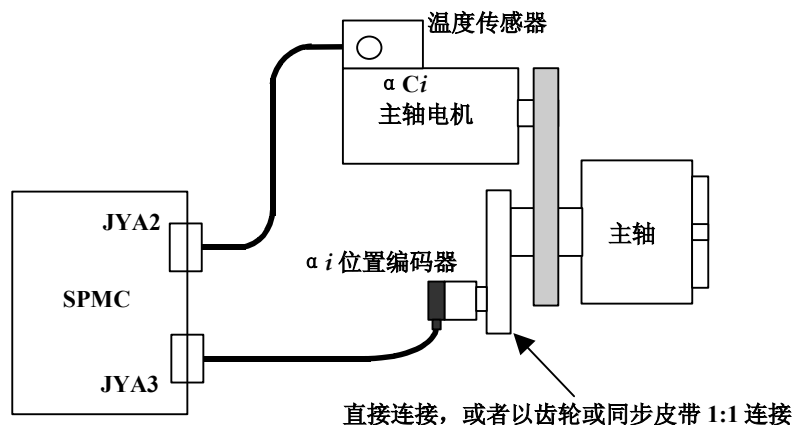 温度传感器
αCi
主轴电机
JYA2
主轴
αi 位置编码器
SPMC
JYA3
直接连接，或者以齿轮或同步皮带 1:1 连接